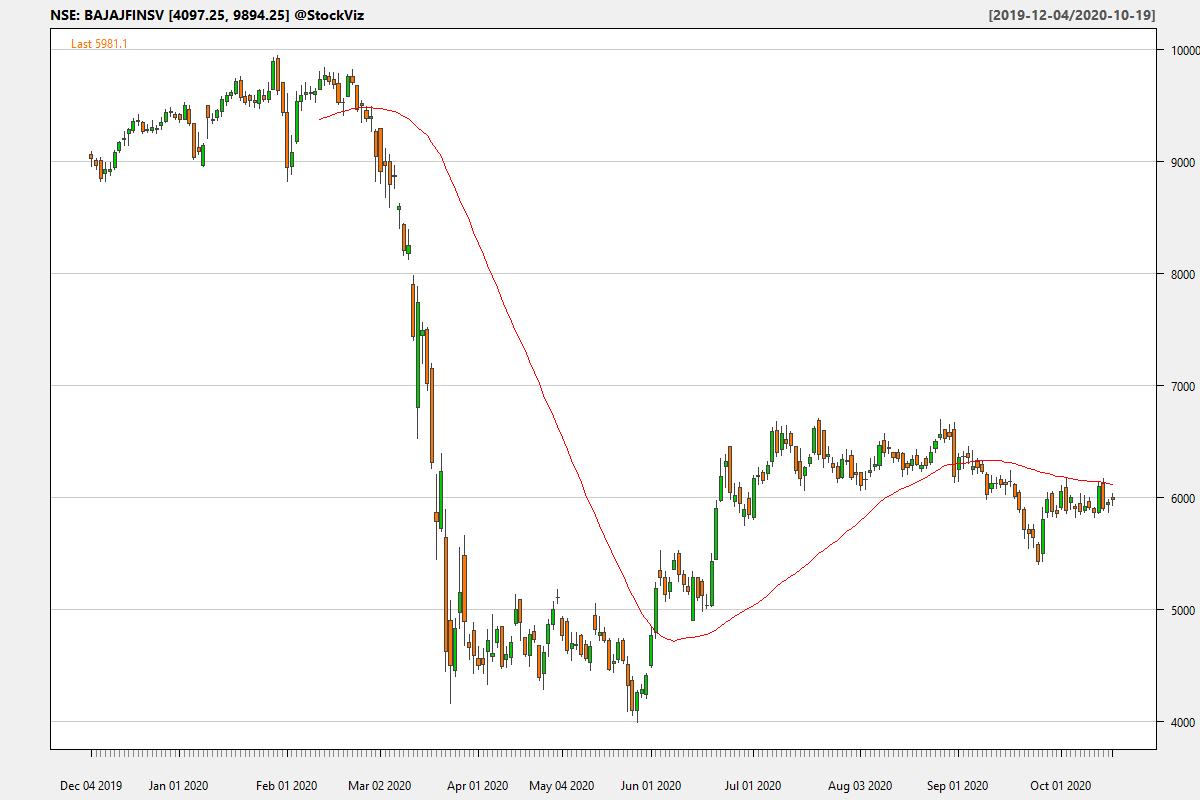 NSE: BAJAJFINSV [4097.25, 9894.25] @StockViz [2019-12-04/2020-10-19]
Last 5981.1
10000
9000
8000
7000
6000
5000
4000
Dec 04 2019 Jan 01 2020 Feb 01 2020 Mar 02 2020 Apr 01 2020 May 04 2020 Jun 01 2020 Jul 01 2020 Aug 03 2020 Sep 01 2020 Oct 01 2020